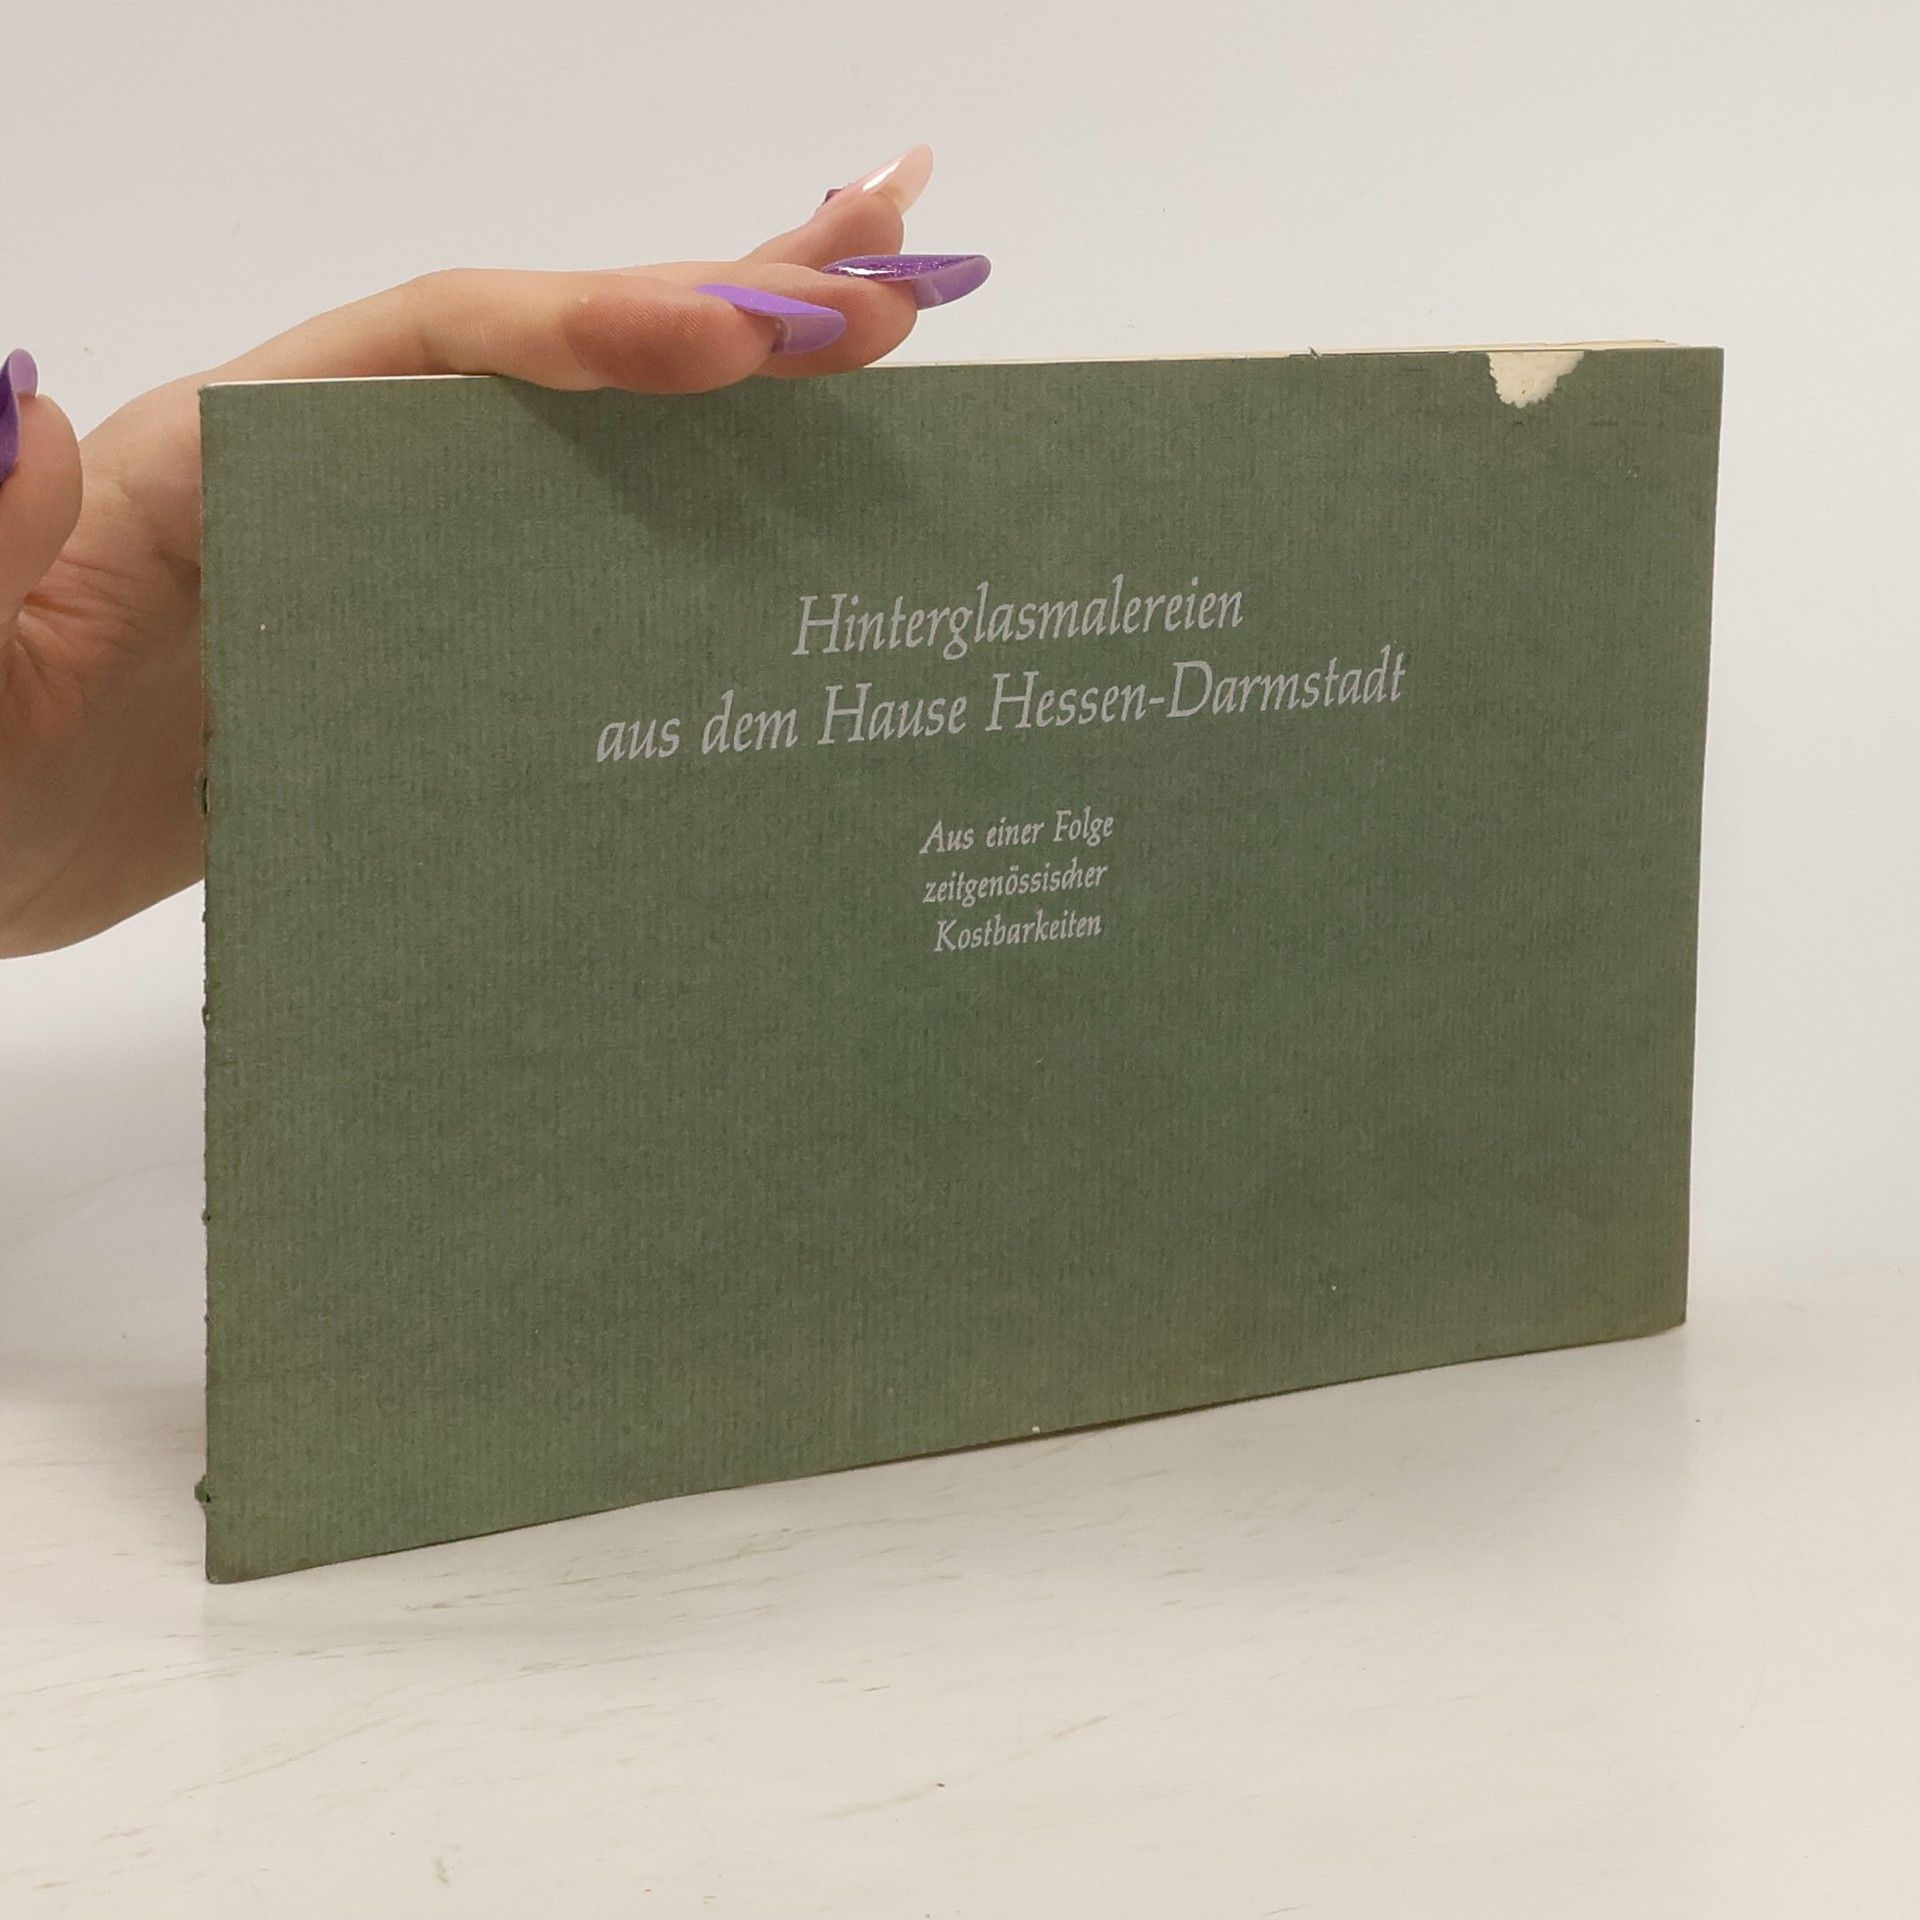 Hinterglasmalereien
aus dem Hause Hessen-Darmstadt
Aus einer Folge
zeitgenössischer
Kostbarkeiten